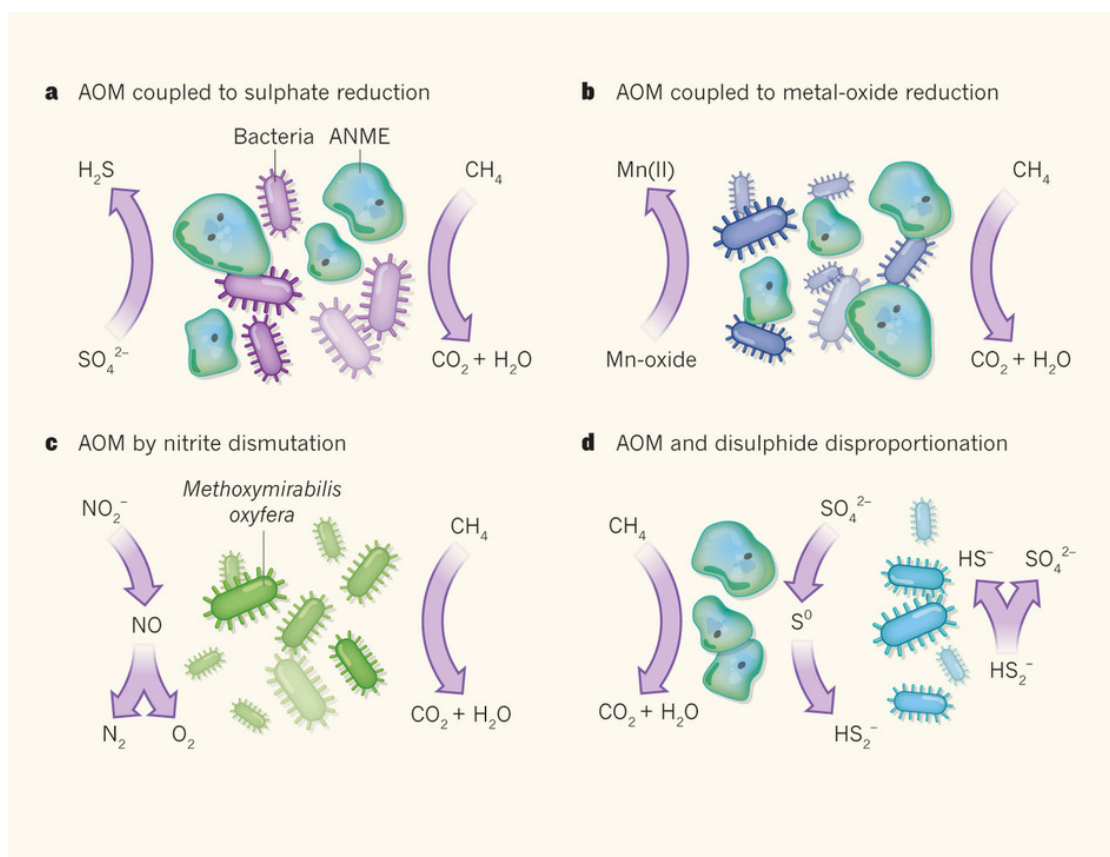 a AOM coupled to sulphate reduction
Bacteria ANME
H₂S
CH₄
SO₄²⁻
CO₂ + H₂O
b AOM coupled to metal-oxide reduction
Mn(II)
CH₄
Mn-oxide
CO₂ + H₂O
c AOM by nitrite dismutation
Methoxymirabilis
oxyfera
NO₂⁻
CH₄
NO
CO₂ + H₂O
N₂ O₂
d AOM and disulphide disproportionation
SO₄²⁻
CH₄
HS⁻ SO₄²⁻
S⁰
HS₂⁻
CO₂ + H₂O
HS₂⁻